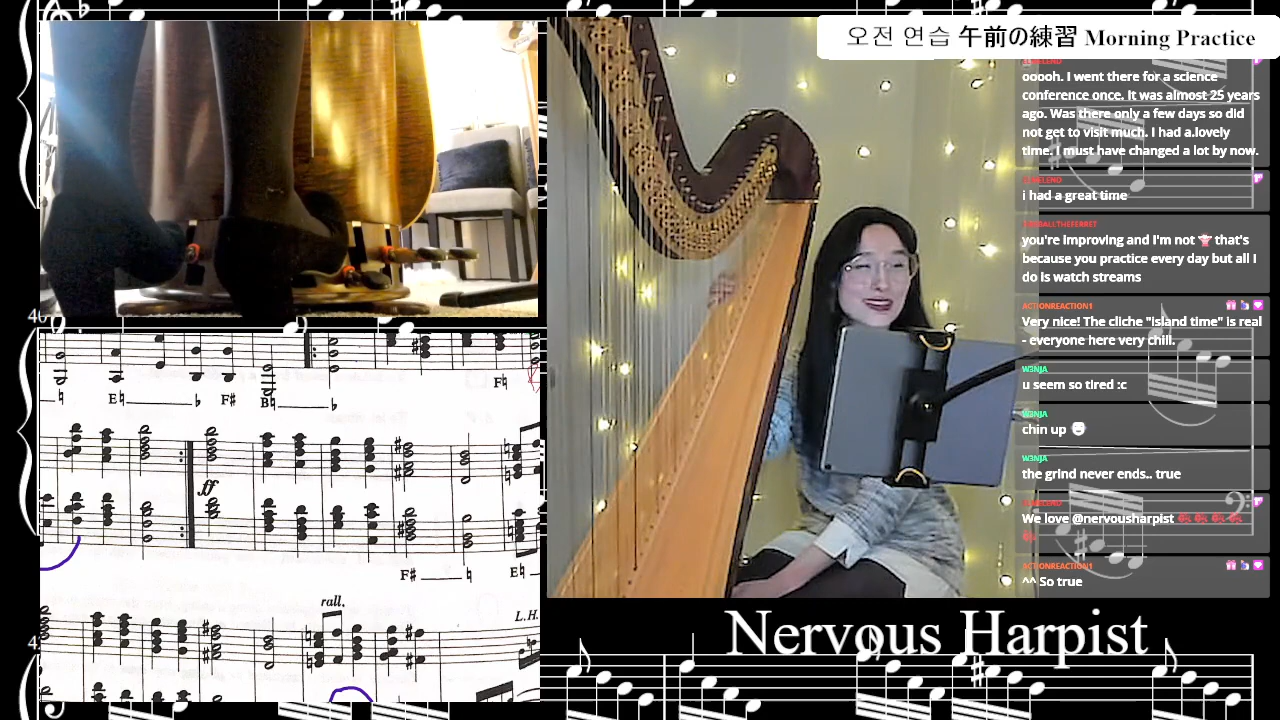 오전 연습 午前の練習 Morning Practice
ooooh. I went there for a science
conference once. It was almost 25 years
ago. Was there only a few days so did
not get to visit much. I had a.lovely
time. I must have changed a lot by now.
i had a great time
you're improving and I'm not that's
because you practice every day but all I
do is watch streams
ACTIONREACTION1
Very nice! The cliche "island time" is real
- everyone here very chill.
W3NJA
u seem so tired :c
W3NJA
chin up
W3NJA
the grind never ends.. true
We love @nervousharpist
ACTIONREACTION1
^^ So true
E♮ ♭ F# B♮ ♭
F♮
ff
F# ♮ E♮
rall.
L.H.
Nervous Harpist